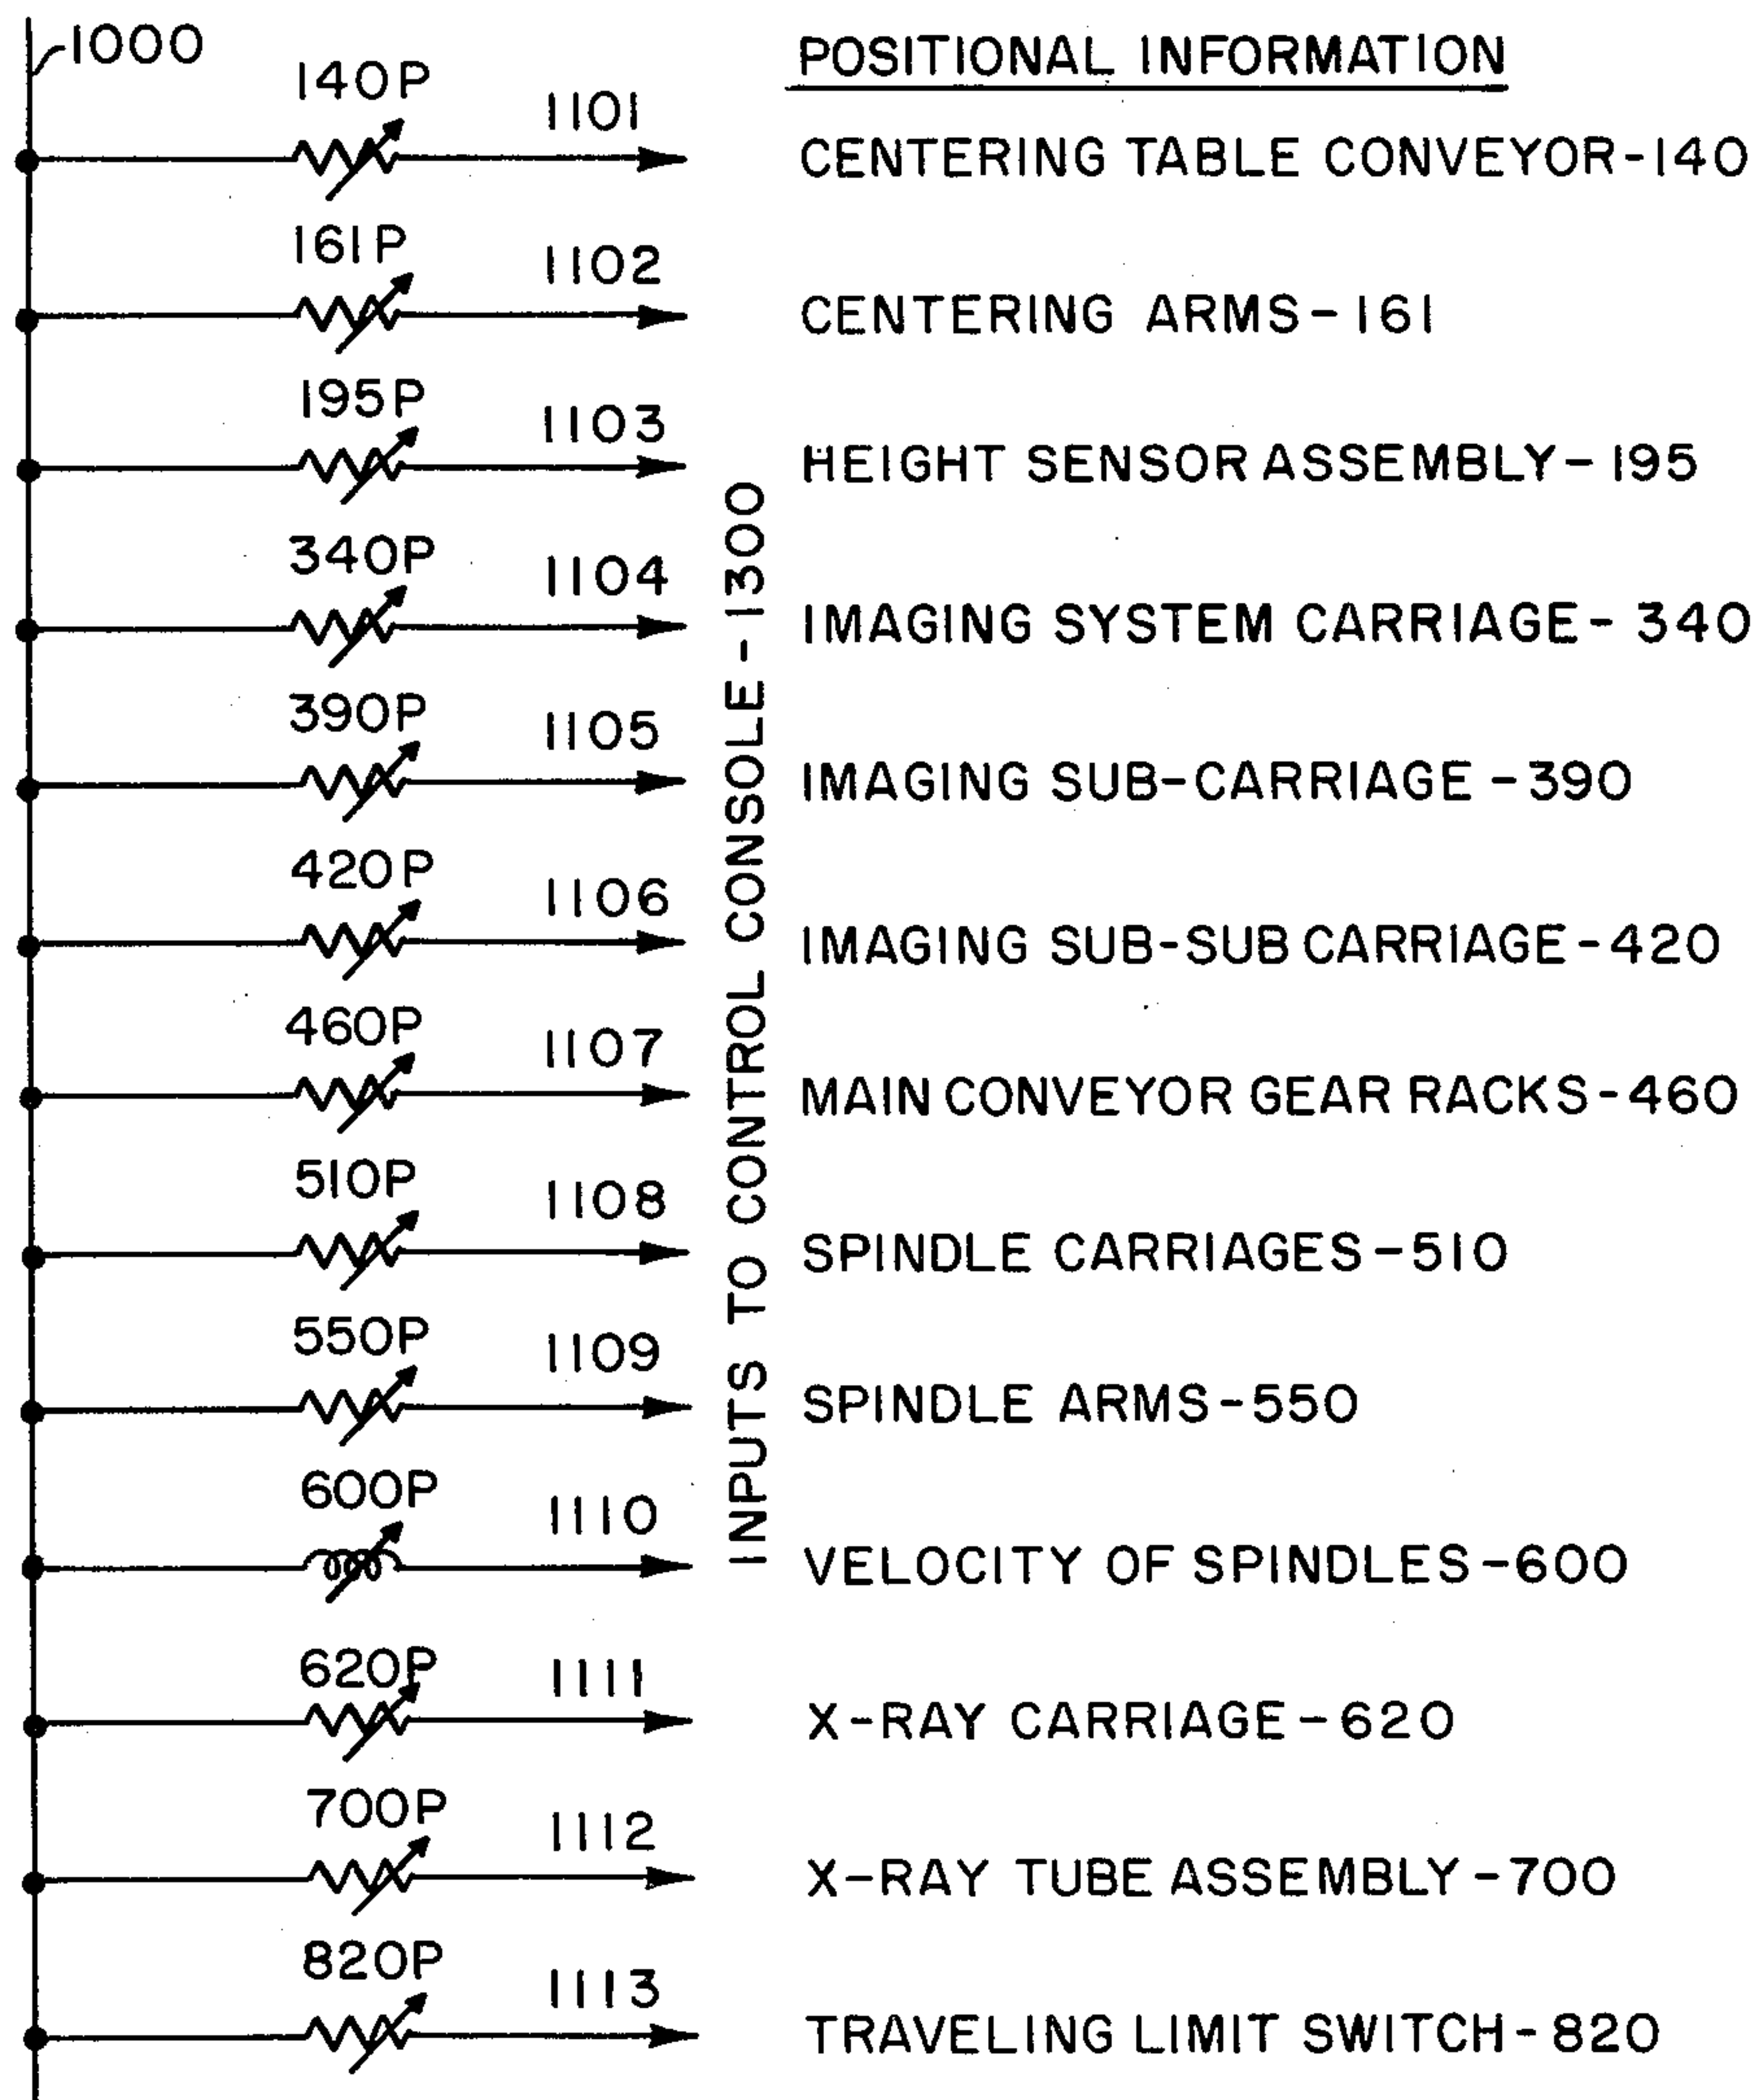 1000
POSITIONAL INFORMATION
140P 1101 CENTERING TABLE CONVEYOR-140
161P 1102 CENTERING ARMS-161
195P 1103 HEIGHT SENSOR ASSEMBLY-195
340P 1104 IMAGING SYSTEM CARRIAGE-340
390P 1105 IMAGING SUB-CARRIAGE-390
420P 1106 IMAGING SUB-SUB CARRIAGE-420
460P 1107 MAIN CONVEYOR GEAR RACKS-460
510P 1108 SPINDLE CARRIAGES-510
550P 1109 SPINDLE ARMS-550
600P 1110 VELOCITY OF SPINDLES-600
620P 1111 X-RAY CARRIAGE-620
700P 1112 X-RAY TUBE ASSEMBLY-700
820P 1113 TRAVELING LIMIT SWITCH-820
INPUTS TO CONTROL CONSOLE-1300